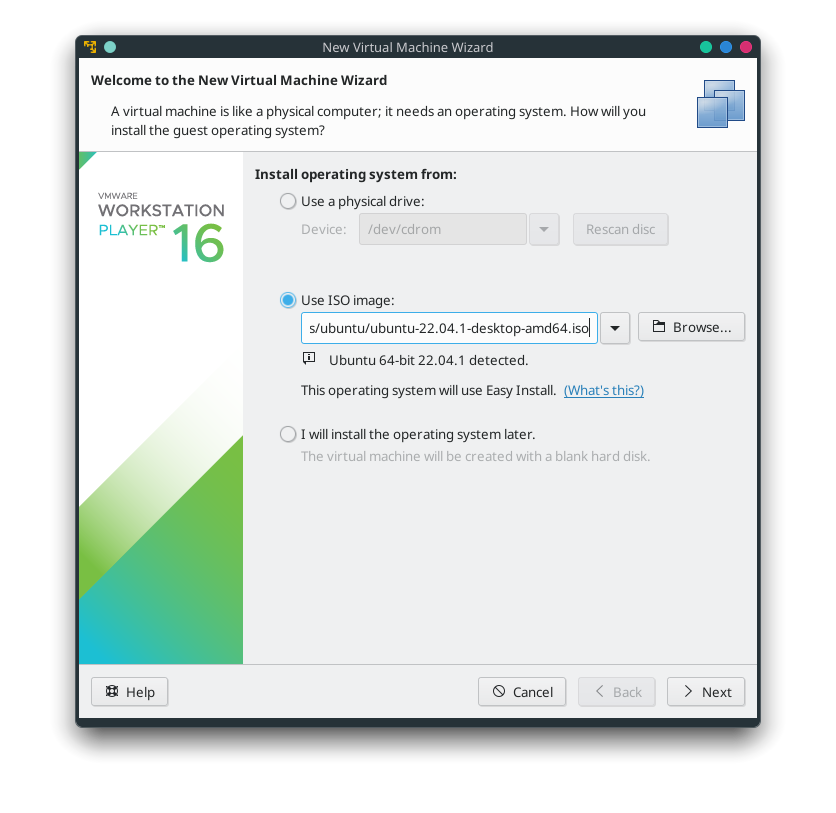 New Virtual Machine Wizard
Welcome to the New Virtual Machine Wizard
A virtual machine is like a physical computer; it needs an operating system. How will you
install the guest operating system?
VMWARE
WORKSTATION
PLAYER™ 16
Install operating system from:
Use a physical drive:
Device: /dev/cdrom Rescan disc
Use ISO image:
s/ubuntu/ubuntu-22.04.1-desktop-amd64.iso Browse...
Ubuntu 64-bit 22.04.1 detected.
This operating system will use Easy Install. (What's this?)
I will install the operating system later.
The virtual machine will be created with a blank hard disk.
Help Cancel Back Next